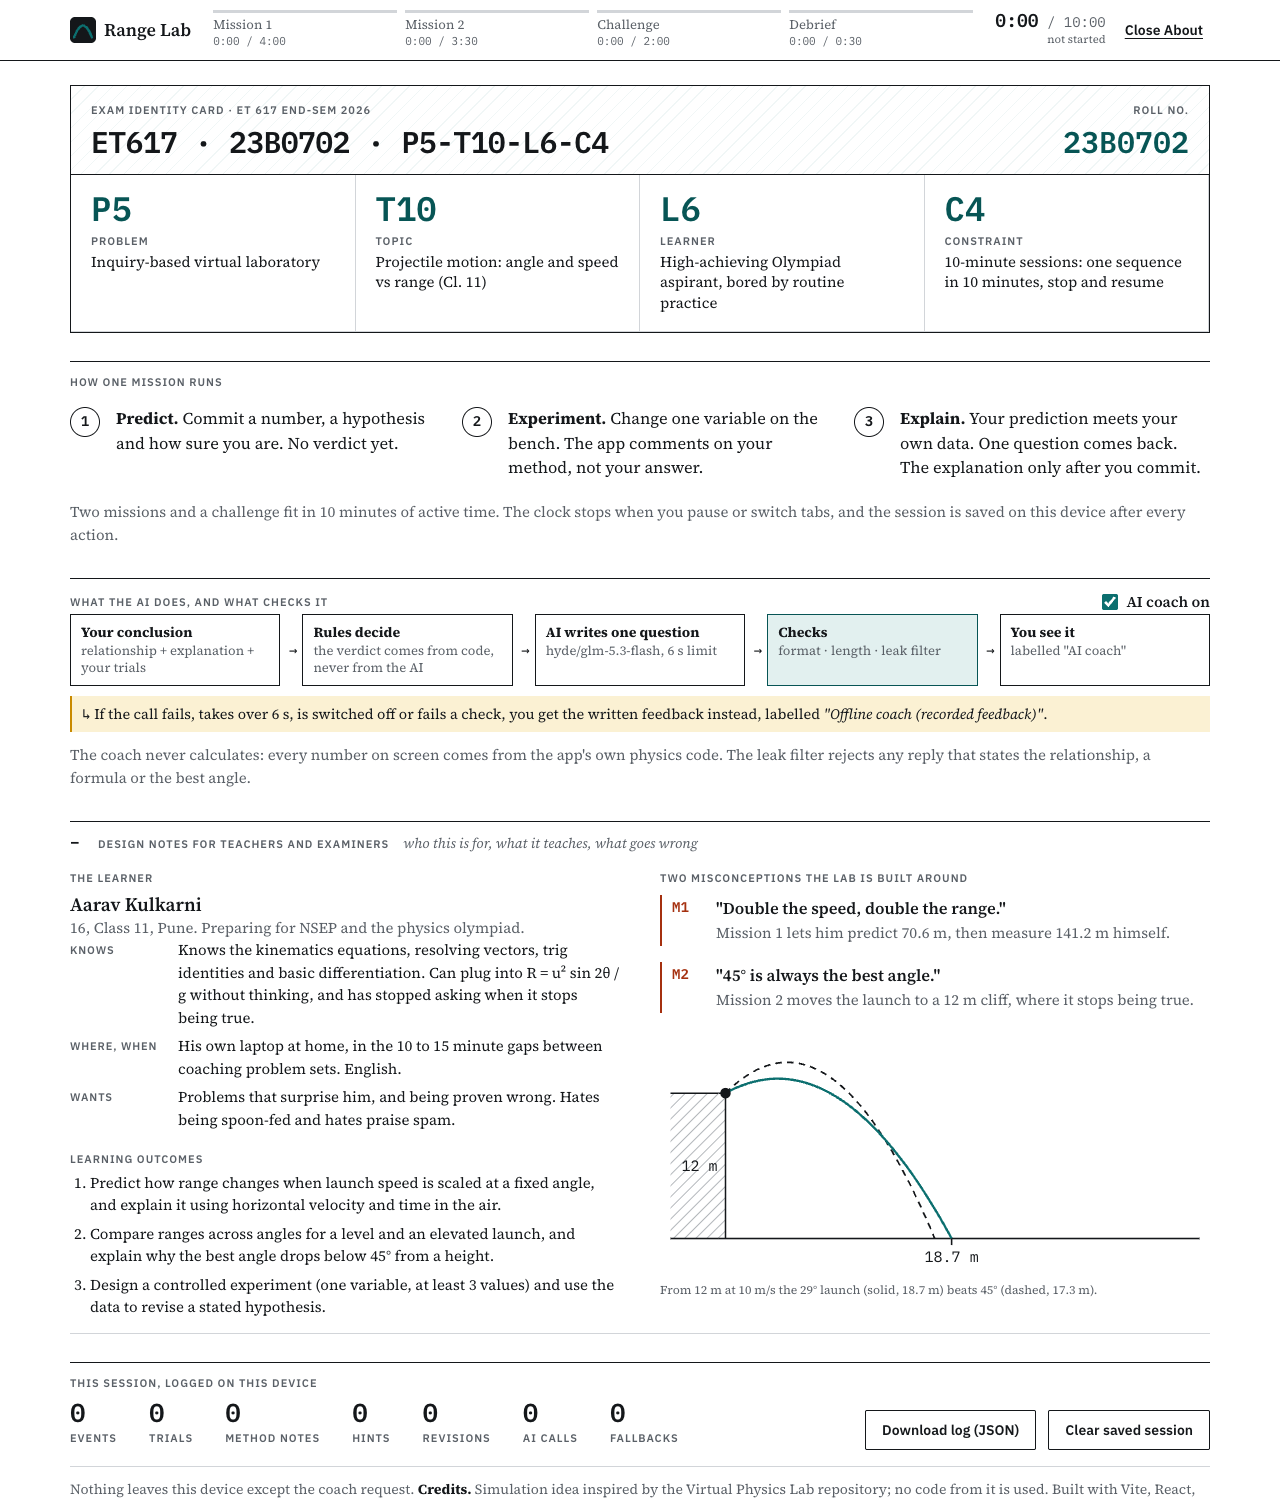 Range Lab
Mission 1
0:00 / 4:00
Mission 2
0:00 / 3:30
Challenge
0:00 / 2:00
Debrief
0:00 / 0:30
0:00 / 10:00
not started
Close About
EXAM IDENTITY CARD · ET 617 END-SEM 2026
ROLL NO.
ET617 · 23B0702 · P5-T10-L6-C4
23B0702
P5
PROBLEM
Inquiry-based virtual laboratory
T10
TOPIC
Projectile motion: angle and speed
vs range (Cl. 11)
L6
LEARNER
High-achieving Olympiad
aspirant, bored by routine
practice
C4
CONSTRAINT
10-minute sessions: one sequence
in 10 minutes, stop and resume
HOW ONE MISSION RUNS
1 Predict. Commit a number, a hypothesis
and how sure you are. No verdict yet.
2 Experiment. Change one variable on the
bench. The app comments on your
method, not your answer.
3 Explain. Your prediction meets your
own data. One question comes back.
The explanation only after you commit.
Two missions and a challenge fit in 10 minutes of active time. The clock stops when you pause or switch tabs, and the session is saved on this device after every
action.
WHAT THE AI DOES, AND WHAT CHECKS IT
AI coach on
Your conclusion
relationship + explanation +
your trials
→
Rules decide
the verdict comes from code,
never from the AI
→
AI writes one question
hyde/glm-5.3-flash, 6 s limit
→
Checks
format · length · leak filter
→
You see it
labelled "AI coach"
↳ If the call fails, takes over 6 s, is switched off or fails a check, you get the written feedback instead, labelled "Offline coach (recorded feedback)".
The coach never calculates: every number on screen comes from the app's own physics code. The leak filter rejects any reply that states the relationship, a
formula or the best angle.
– DESIGN NOTES FOR TEACHERS AND EXAMINERS who this is for, what it teaches, what goes wrong
THE LEARNER
Aarav Kulkarni
16, Class 11, Pune. Preparing for NSEP and the physics olympiad.
KNOWS
Knows the kinematics equations, resolving vectors, trig
identities and basic differentiation. Can plug into R = u² sin 2θ /
g without thinking, and has stopped asking when it stops
being true.
WHERE, WHEN
His own laptop at home, in the 10 to 15 minute gaps between
coaching problem sets. English.
WANTS
Problems that surprise him, and being proven wrong. Hates
being spoon-fed and hates praise spam.
LEARNING OUTCOMES
1. Predict how range changes when launch speed is scaled at a fixed angle,
and explain it using horizontal velocity and time in the air.
2. Compare ranges across angles for a level and an elevated launch, and
explain why the best angle drops below 45° from a height.
3. Design a controlled experiment (one variable, at least 3 values) and use the
data to revise a stated hypothesis.
TWO MISCONCEPTIONS THE LAB IS BUILT AROUND
M1 "Double the speed, double the range."
Mission 1 lets him predict 70.6 m, then measure 141.2 m himself.
M2 "45° is always the best angle."
Mission 2 moves the launch to a 12 m cliff, where it stops being true.
12 m
18.7 m
From 12 m at 10 m/s the 29° launch (solid, 18.7 m) beats 45° (dashed, 17.3 m).
THIS SESSION, LOGGED ON THIS DEVICE
0
EVENTS
0
TRIALS
0
METHOD NOTES
0
HINTS
0
REVISIONS
0
AI CALLS
0
FALLBACKS
Download log (JSON)
Clear saved session
Nothing leaves this device except the coach request. Credits. Simulation idea inspired by the Virtual Physics Lab repository; no code from it is used. Built with Vite, React,